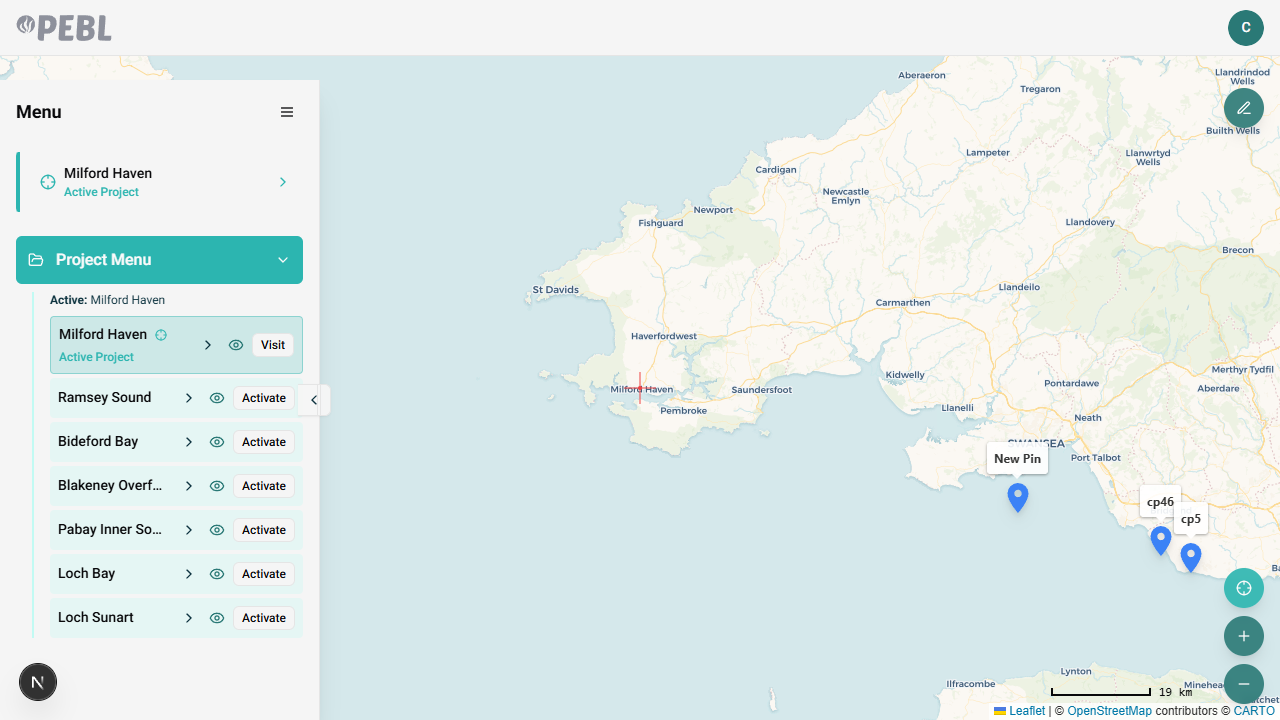 PEBL
C
Menu
Milford Haven
Active Project
Project Menu
Active: Milford Haven
Milford Haven
Active Project
Visit
Ramsey Sound
Activate
Bideford Bay
Activate
Blakeney Overf...
Activate
Pabay Inner So...
Activate
Loch Bay
Activate
Loch Sunart
Activate
N
Aberaeron
Tregaron
Llandrindod
Wells
Builth Wells
Lampeter
Llanwrtyd
Wells
Cardigan
Newcastle
Emlyn
Newport
Fishguard
Llandovery
Brecon
St Davids
Llandeilo
Carmarthen
Haverfordwest
Milford Haven
Saundersfoot
Pembroke
Kidwelly
Pontardawe
Merthyr Tydfil
Aberdare
Llanelli
Neath
SWANSEA
Port Talbot
New Pin
cp46
cp5
Ba
Lynton
Ilfracombe
Minehea
tchet
19 km
Leaflet | © OpenStreetMap contributors © CARTO